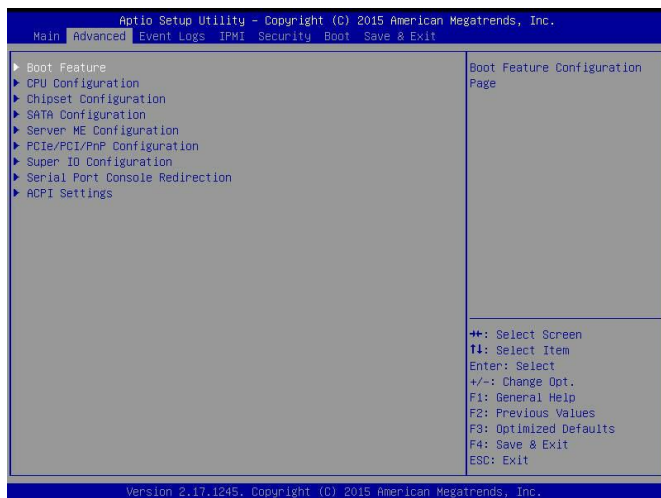 Aptio Setup Utility – Copyright (C) 2015 American Megatrends, Inc.
Main Advanced Event Logs IPMI Security Boot Save & Exit
▶ Boot Feature
▶ CPU Configuration
▶ Chipset Configuration
▶ SATA Configuration
▶ Server ME Configuration
▶ PCIe/PCI/PnP Configuration
▶ Super IO Configuration
▶ Serial Port Console Redirection
▶ ACPI Settings
Boot Feature Configuration
Page
→←: Select Screen
↑↓: Select Item
Enter: Select
+/-: Change Opt.
F1: General Help
F2: Previous Values
F3: Optimized Defaults
F4: Save & Exit
ESC: Exit
Version 2.17.1245. Copyright (C) 2015 American Megatrends, Inc.